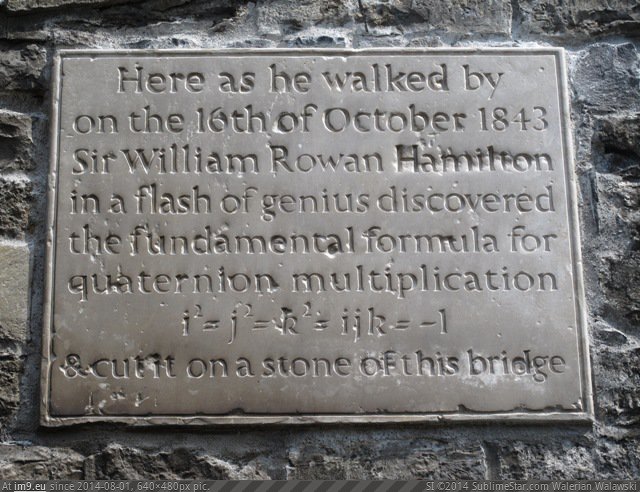 Here as he walked by
on the 16th of October 1843
Sir William Rowan Hamilton
in a flash of genius discovered
the fundamental formula for
quaternion multiplication
i² = j² = k² = ijk = -1
& cut it on a stone of this bridge
At im9.eu since 2014-08-01, 640×480px pic.
SI ©2014 SublimeStar.com Walerian Walawski